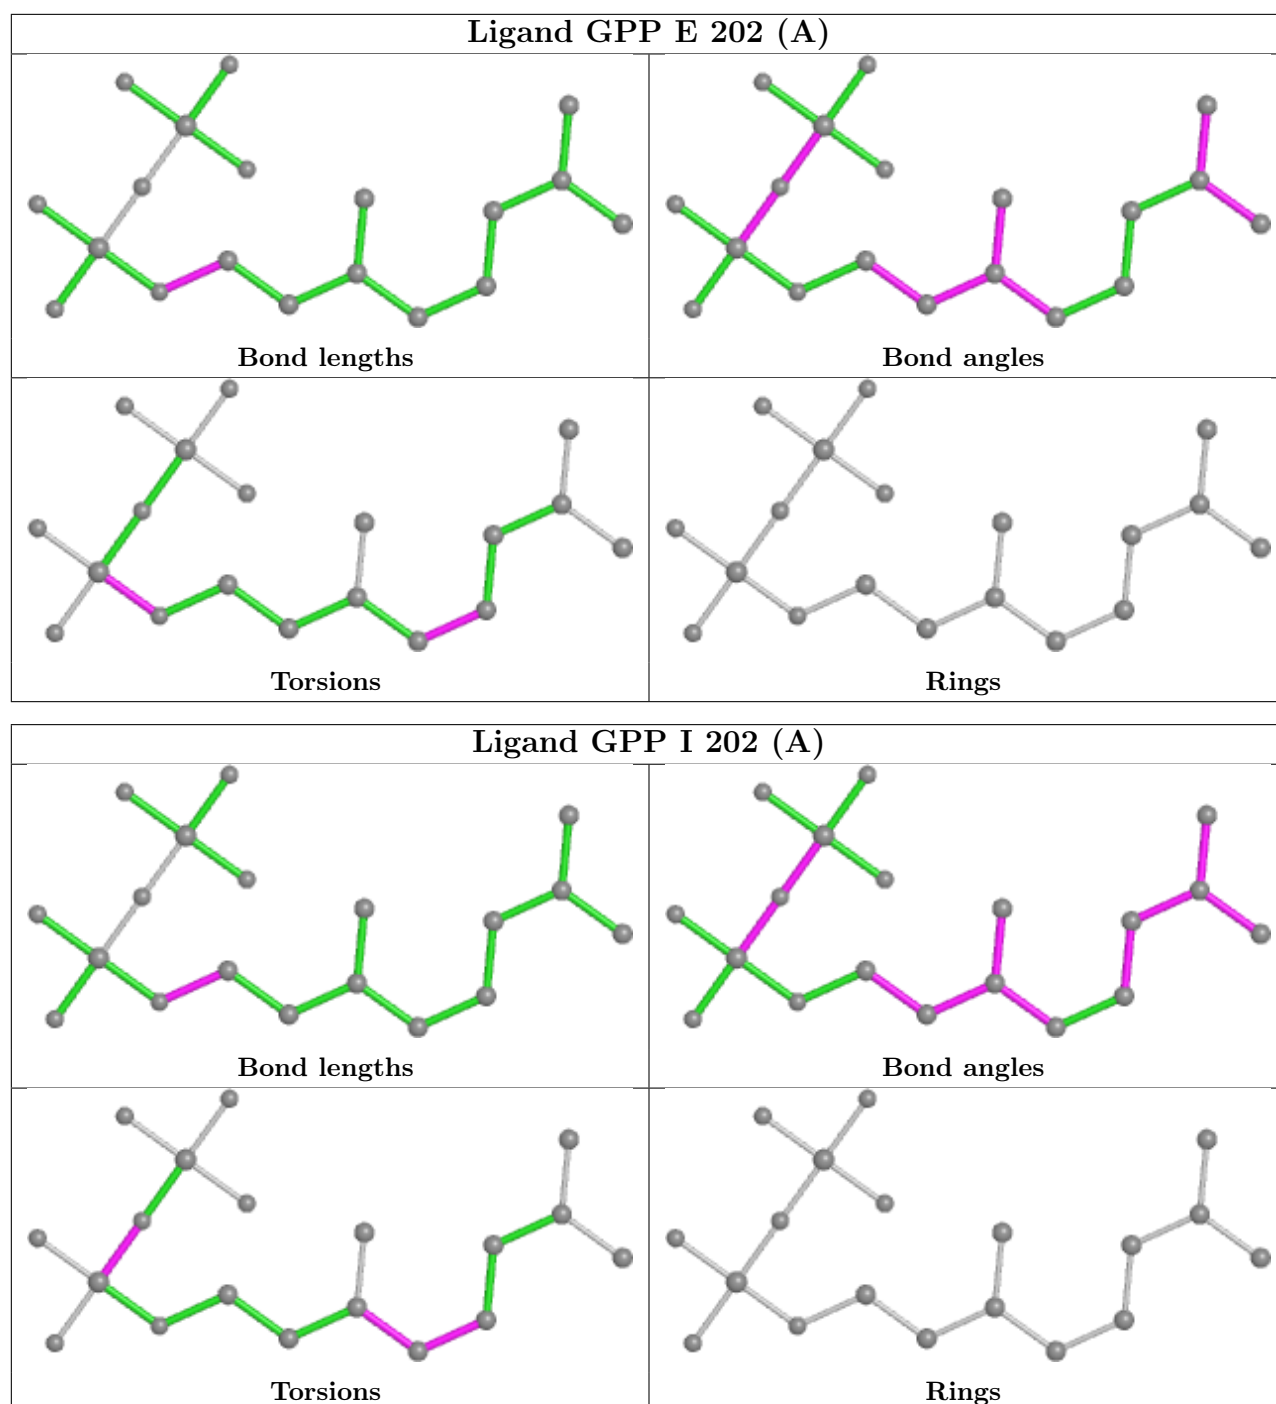 Ligand GPP E 202 (A)
Bond lengths
Bond angles
Torsions
Rings
Ligand GPP I 202 (A)
Bond lengths
Bond angles
Torsions
Rings